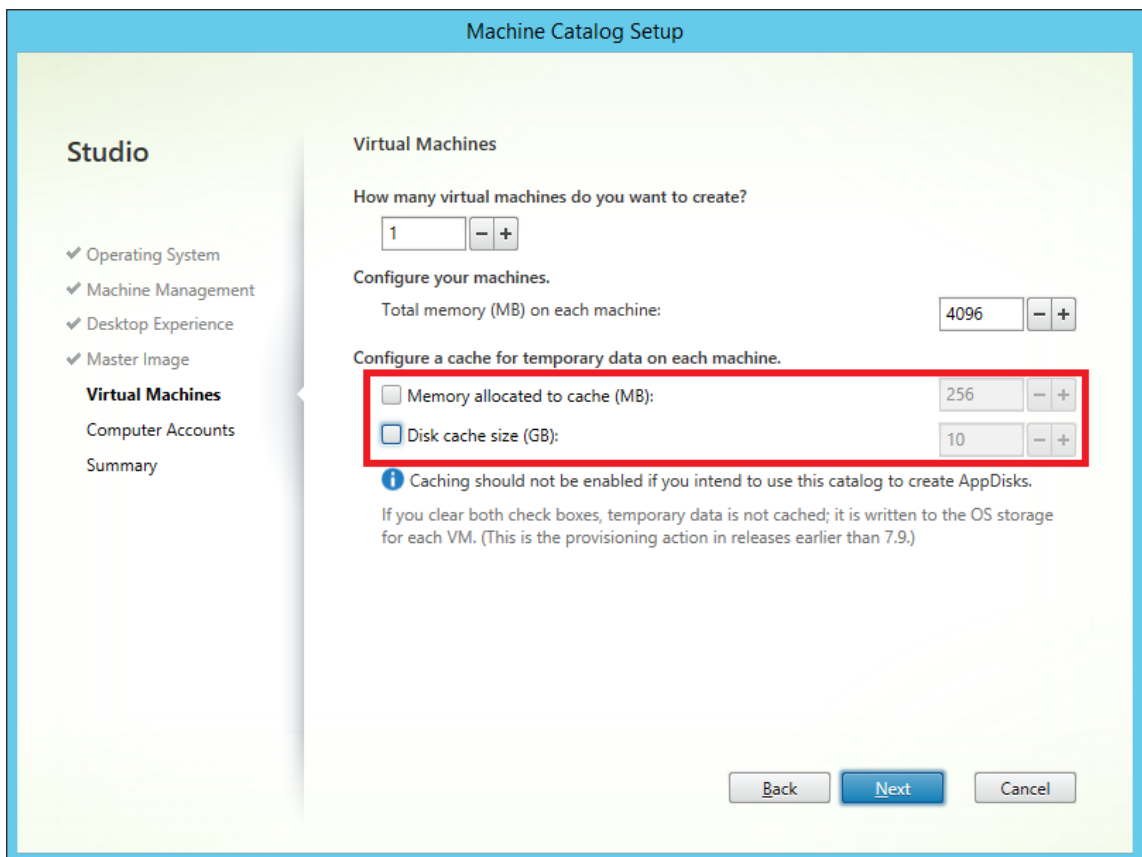 Machine Catalog Setup
Studio
Operating System
Machine Management
Desktop Experience
Master Image
Virtual Machines
Computer Accounts
Summary
Virtual Machines
How many virtual machines do you want to create?
1 - +
Configure your machines.
Total memory (MB) on each machine: 4096 - +
Configure a cache for temporary data on each machine.
Memory allocated to cache (MB): 256 - +
Disk cache size (GB): 10 - +
i Caching should not be enabled if you intend to use this catalog to create AppDisks.
If you clear both check boxes, temporary data is not cached; it is written to the OS storage
for each VM. (This is the provisioning action in releases earlier than 7.9.)
Back Next Cancel